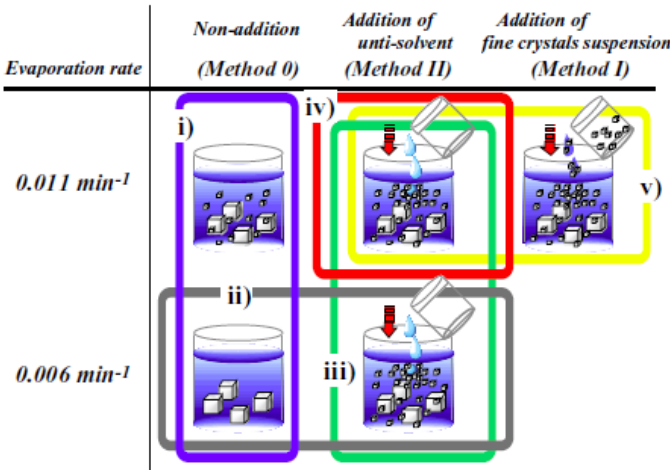 Non-addition
Addition of
unti-solvent
Addition of
fine crystals suspension
Evaporation rate
(Method 0)
(Method II)
(Method I)
i)
iv)
v)
0.011 min-1
ii)
iii)
0.006 min-1